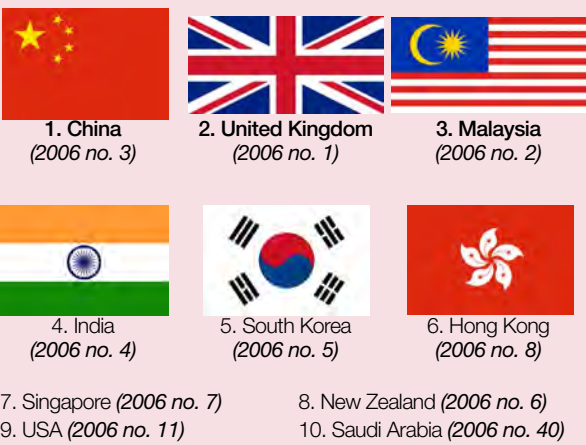 1. China
(2006 no. 3)
2. United Kingdom
(2006 no. 1)
3. Malaysia
(2006 no. 2)
4. India
(2006 no. 4)
5. South Korea
(2006 no. 5)
6. Hong Kong
(2006 no. 8)
7. Singapore (2006 no. 7)
8. New Zealand (2006 no. 6)
9. USA (2006 no. 11)
10. Saudi Arabia (2006 no. 40)